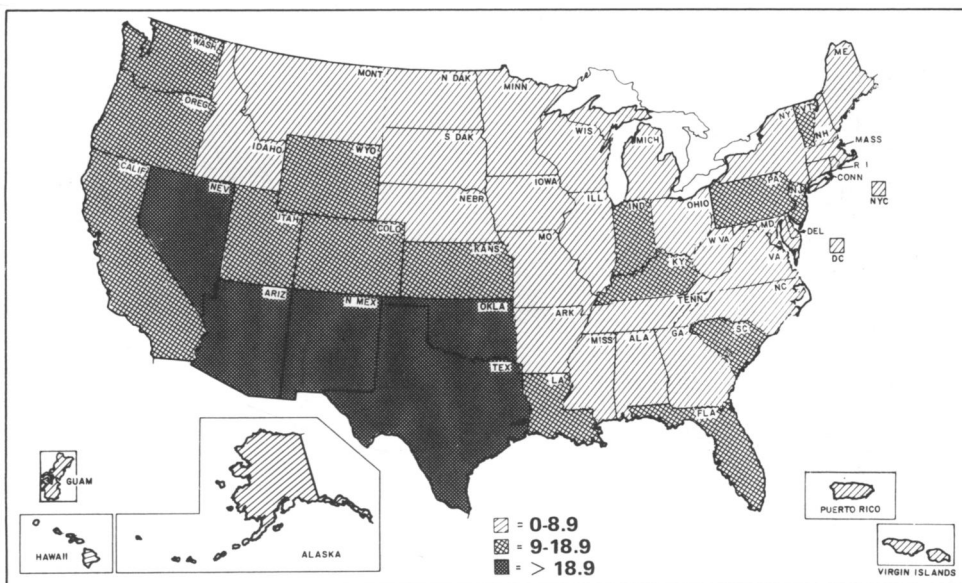 WASH
MONT
N DAK
MINN
ME
OREG
IDAHO
WYO
S DAK
WIS
MICH
NY
VT
NH
MASS
R I
CONN
NYC
CALIF
NEV
UTAH
COLO
NEBR
IOWA
ILL
IND
OHIO
PA
NJ
MD
DEL
DC
KANS
MO
KY
W VA
VA
ARIZ
N MEX
OKLA
ARK
TENN
NC
TEX
LA
MISS
ALA
GA
SC
FLA
GUAM
HAWAII
ALASKA
PUERTO RICO
VIRGIN ISLANDS
= 0-8.9
= 9-18.9
= > 18.9